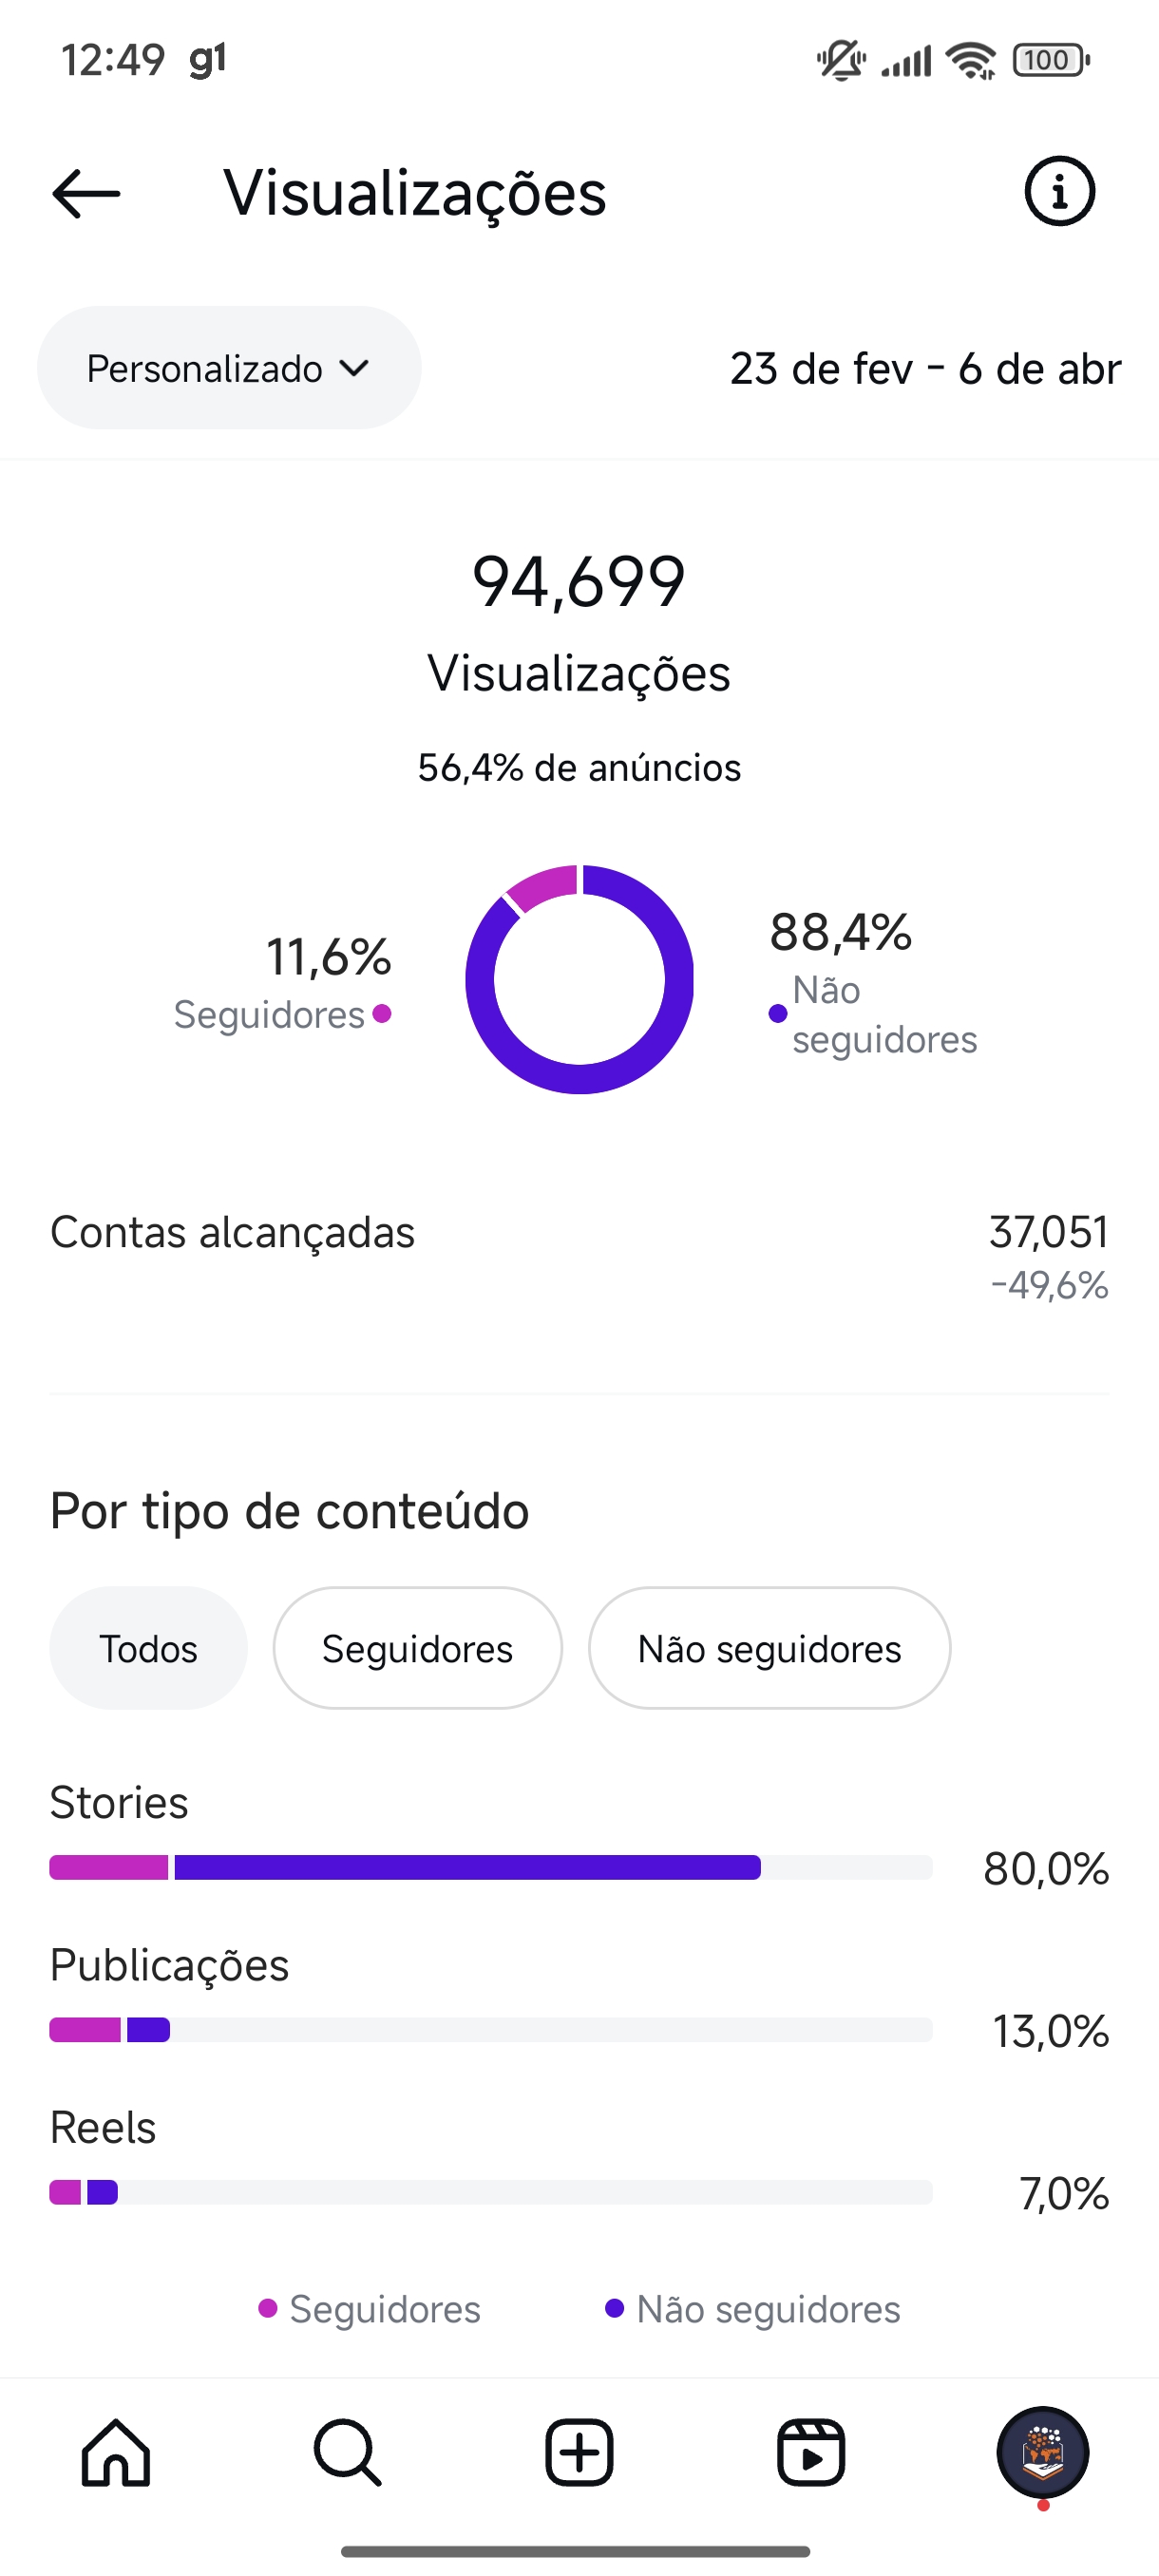 12:49 g1
100
Visualizações
Personalizado
23 de fev - 6 de abr
94,699
Visualizações
56,4% de anúncios
11,6%
Seguidores
88,4%
Não
seguidores
Contas alcançadas
37,051
-49,6%
Por tipo de conteúdo
Todos
Seguidores
Não seguidores
Stories
80,0%
Publicações
13,0%
Reels
7,0%
Seguidores
Não seguidores